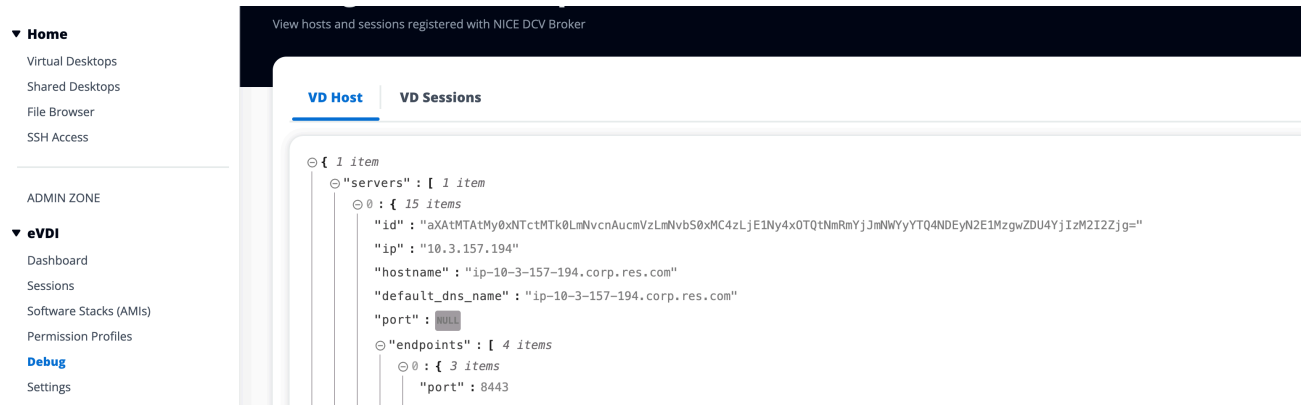 Home
Virtual Desktops
Shared Desktops
File Browser
SSH Access
ADMIN ZONE
eVDI
Dashboard
Sessions
Software Stacks (AMIs)
Permission Profiles
Debug
Settings
View hosts and sessions registered with NICE DCV Broker
VD Host
VD Sessions
{ 1 item
"servers" : [ 1 item
0 : { 15 items
"id" : "aXAtMTAtMy0xNTctMTk0LmNvcnAucmVzLmNvbS0xMC4zLjE1Ny4xOTQtNmRmYjJmNWYyYTQ4NDEyN2E1MzgwZDU4YjIzM2I2Zjg="
"ip" : "10.3.157.194"
"hostname" : "ip-10-3-157-194.corp.res.com"
"default_dns_name" : "ip-10-3-157-194.corp.res.com"
"port" : NULL
"endpoints" : [ 4 items
0 : { 3 items
"port" : 8443